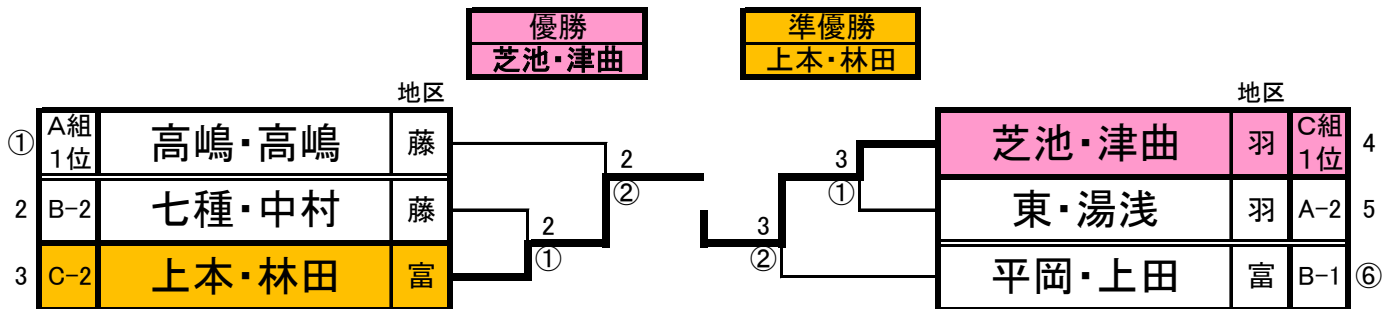 優勝
芝池・津曲
準優勝
上本・林田
地区
① A組1位 高嶋・高嶋 藤
2 B-2 七種・中村 藤
3 C-2 上本・林田 富
2
②
2
①
3
①
3
②
地区
芝池・津曲 羽 C組1位 4
東・湯浅 羽 A-2 5
平岡・上田 富 B-1 ⑥